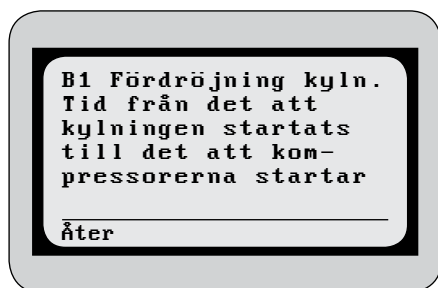 B1 Fördröjning kyln.
Tid från det att
kylningen startats
till det att kom-
pressorerna startar
Åter